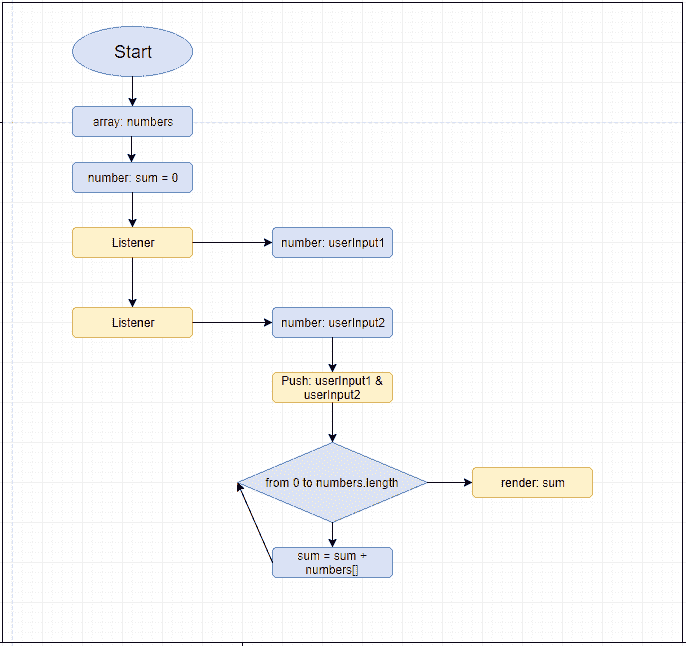 Start
array: numbers
number: sum = 0
Listener
number: userInput1
Listener
number: userInput2
Push: userInput1 &
userInput2
from 0 to numbers.length
render: sum
sum = sum +
numbers[]